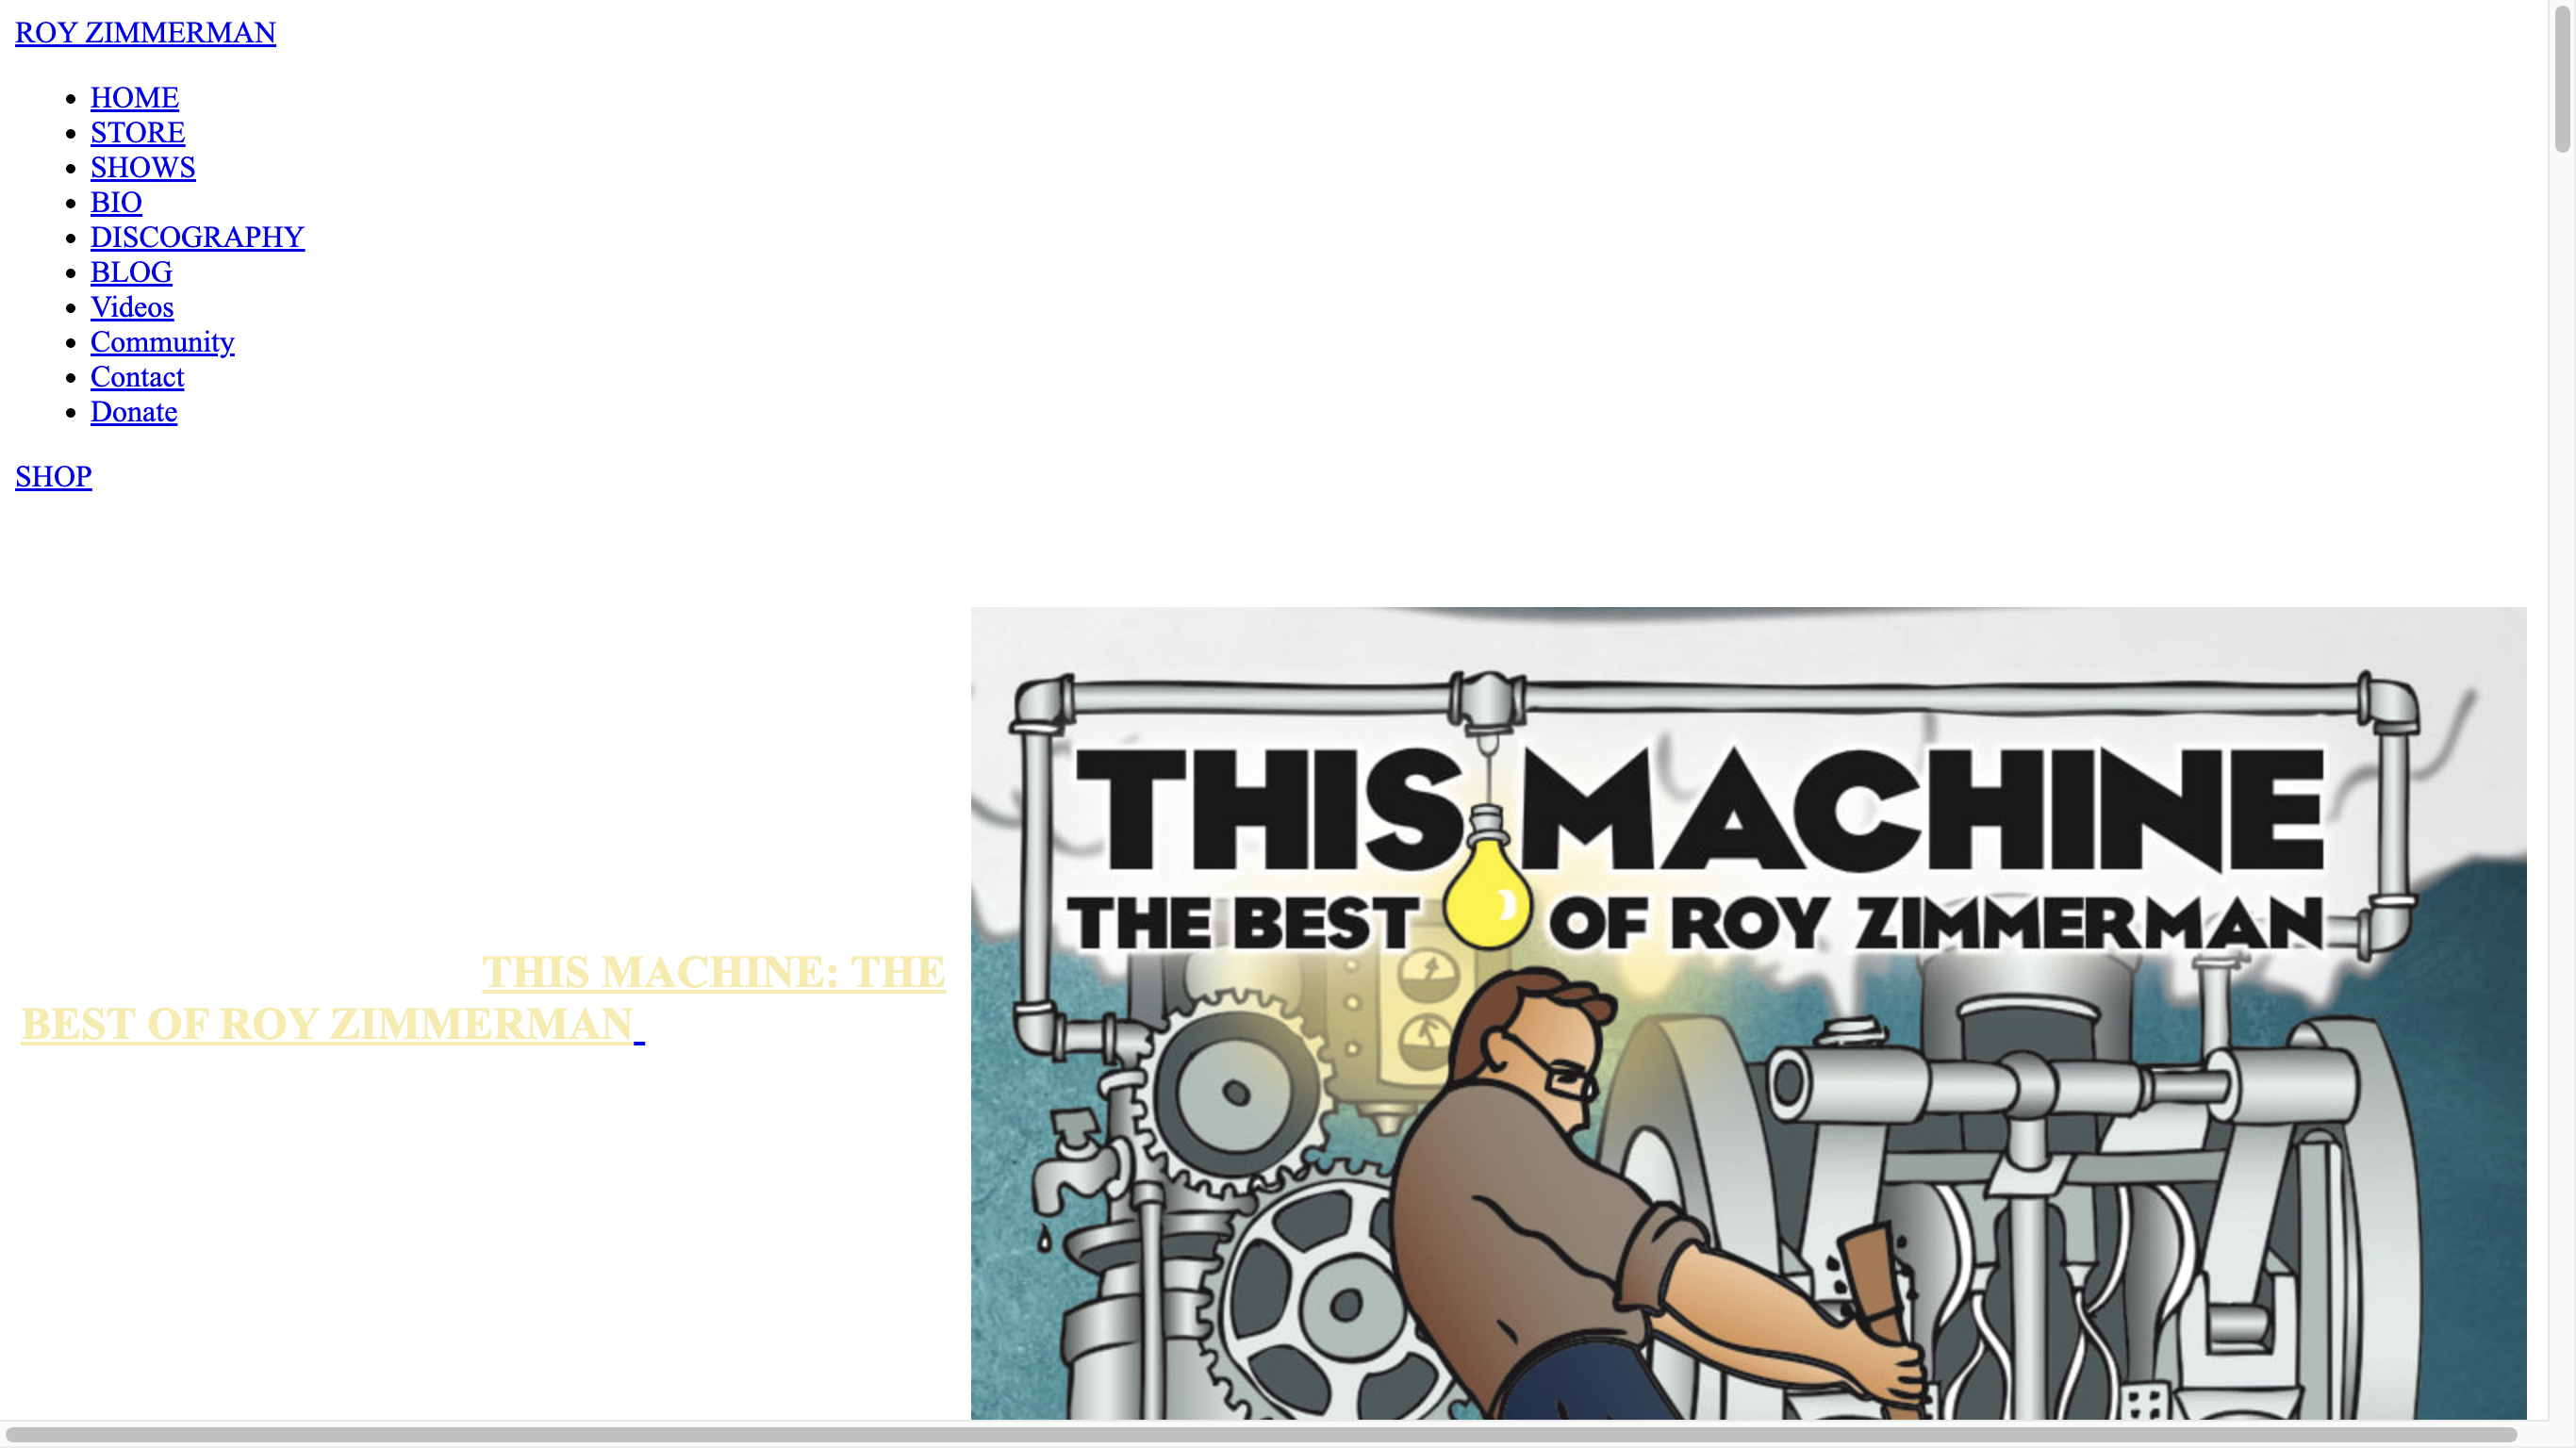 ROY ZIMMERMAN
HOME
STORE
SHOWS
BIO
DISCOGRAPHY
BLOG
Videos
Community
Contact
Donate
SHOP
THIS MACHINE: THE
BEST OF ROY ZIMMERMAN
THIS MACHINE
THE BEST OF ROY ZIMMERMAN